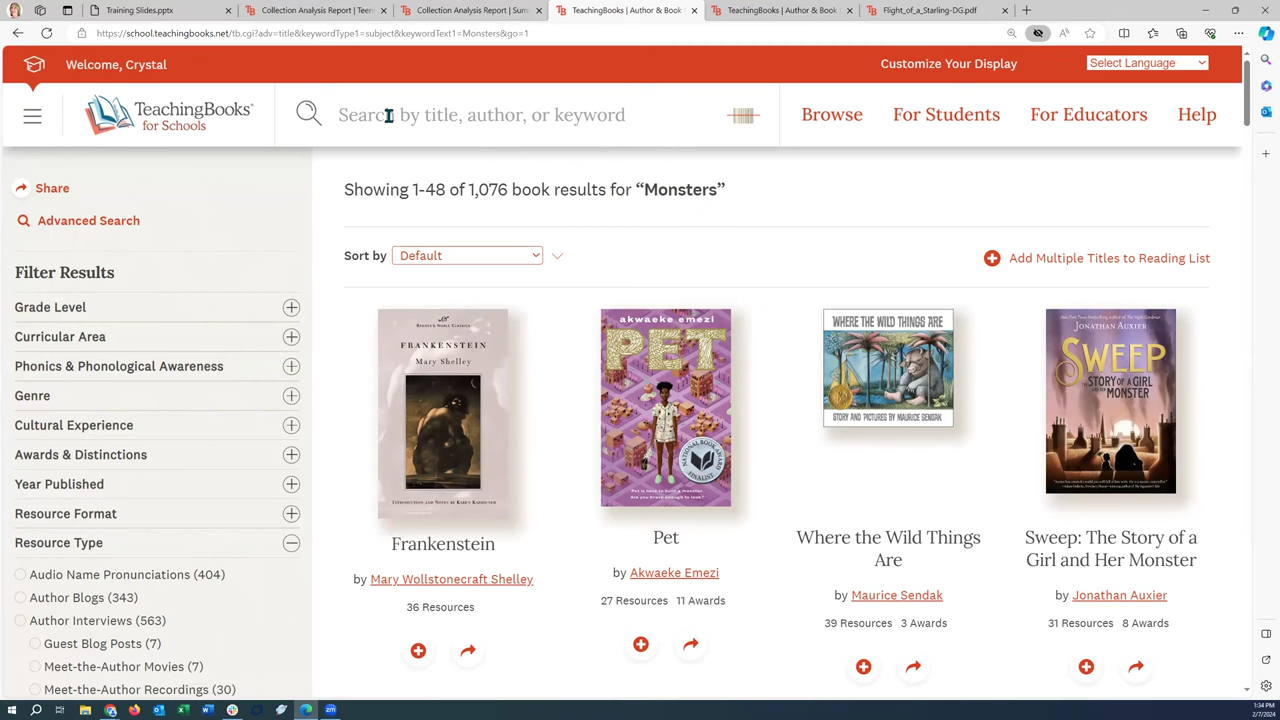 Training Slides.pptx
Collection Analysis Report | Teen
Collection Analysis Report | Sum
TeachingBooks | Author & Book
TeachingBooks | Author & Book
Flight_of_a_Starling-DG.pdf
https://school.teachingbooks.net/tb.cgi?adv=title&keywordType1=subject&keywordText1=Monsters&go=1
Welcome, Crystal
Customize Your Display
Select Language
TeachingBooks®
for Schools
Search by title, author, or keyword
Browse
For Students
For Educators
Help
Share
Advanced Search
Filter Results
Grade Level
Curricular Area
Phonics & Phonological Awareness
Genre
Cultural Experience
Awards & Distinctions
Year Published
Resource Format
Resource Type
Audio Name Pronunciations (404)
Author Blogs (343)
Author Interviews (563)
Guest Blog Posts (7)
Meet-the-Author Movies (7)
Meet-the-Author Recordings (30)
Showing 1-48 of 1,076 book results for “Monsters”
Sort by
Default
Add Multiple Titles to Reading List
FRANKENSTEIN
Mary Shelley
akwaeke emezi
PET
WHERE THE WILD THINGS ARE
STORY AND PICTURES BY MAURICE SENDAK
JONATHAN AUXIER
SWEEP
THE STORY OF A GIRL AND HER MONSTER
Frankenstein
by Mary Wollstonecraft Shelley
36 Resources
Pet
by Akwaeke Emezi
27 Resources 11 Awards
Where the Wild Things
Are
by Maurice Sendak
39 Resources 3 Awards
Sweep: The Story of a
Girl and Her Monster
by Jonathan Auxier
31 Resources 8 Awards
1:34 PM
2/7/2024